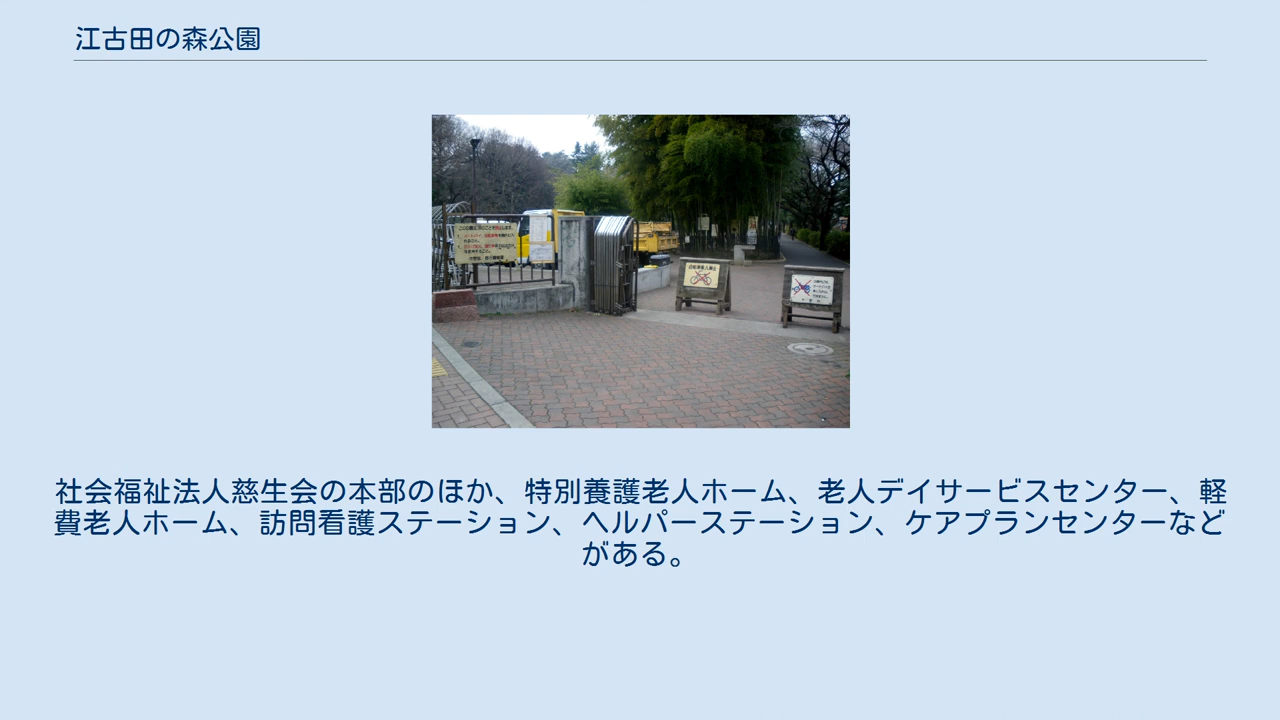 江古田の森公園
社会福祉法人慈生会の本部のほか、特別養護老人ホーム、老人デイサービスセンター、軽
費老人ホーム、訪問看護ステーション、ヘルパーステーション、ケアプランセンターなど
がある。